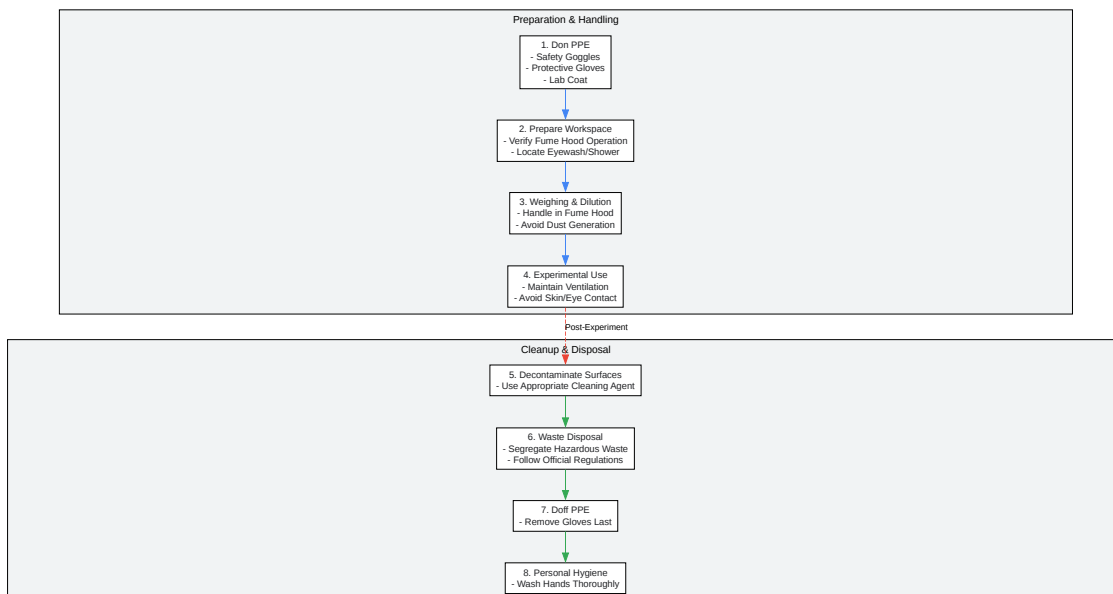 Preparation & Handling
1. Don PPE
- Safety Goggles
- Protective Gloves
- Lab Coat
2. Prepare Workspace
- Verify Fume Hood Operation
- Locate Eyewash/Shower
3. Weighing & Dilution
- Handle in Fume Hood
- Avoid Dust Generation
4. Experimental Use
- Maintain Ventilation
- Avoid Skin/Eye Contact
Post-Experiment
Cleanup & Disposal
5. Decontaminate Surfaces
- Use Appropriate Cleaning Agent
6. Waste Disposal
- Segregate Hazardous Waste
- Follow Official Regulations
7. Doff PPE
- Remove Gloves Last
8. Personal Hygiene
- Wash Hands Thoroughly